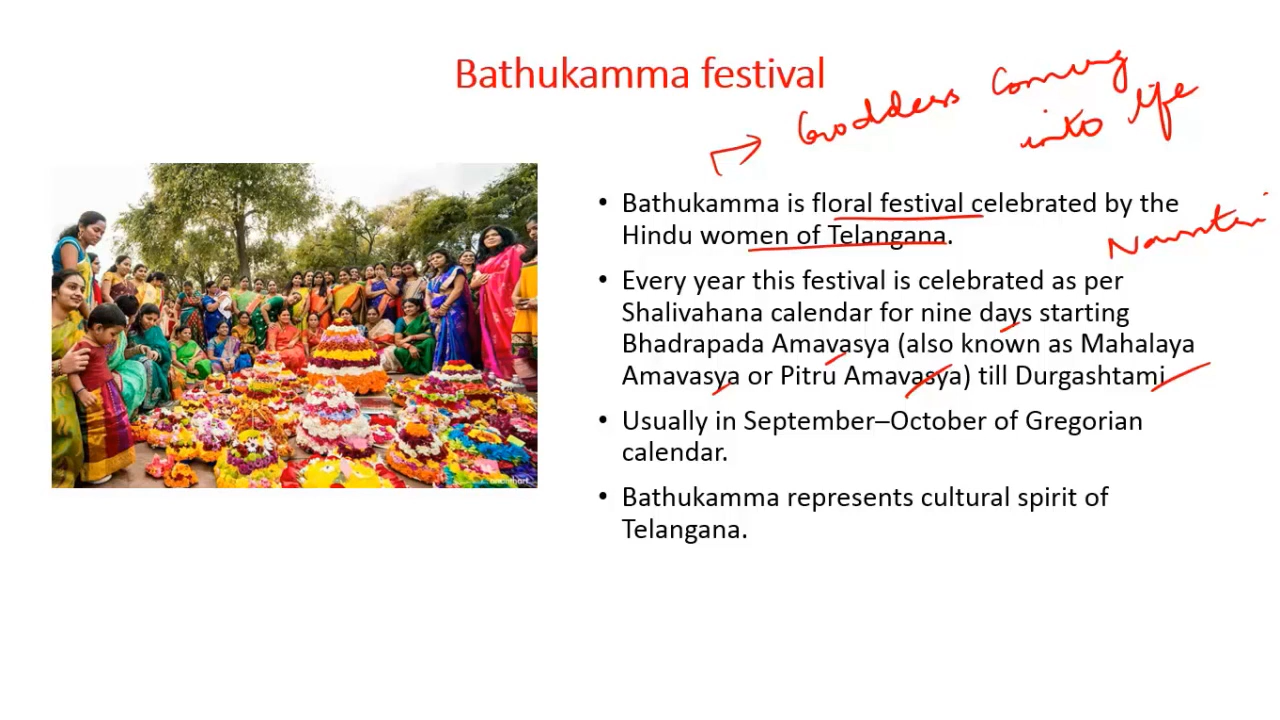 Bathukamma festival
Goddess coming
into life
• Bathukamma is floral festival celebrated by the
Hindu women of Telangana.
• Every year this festival is celebrated as per
Shalivahana calendar for nine days starting
Bhadrapada Amavasya (also known as Mahalaya
Amavasya or Pitru Amavasya) till Durgashtami
• Usually in September–October of Gregorian
calendar.
• Bathukamma represents cultural spirit of
Telangana.